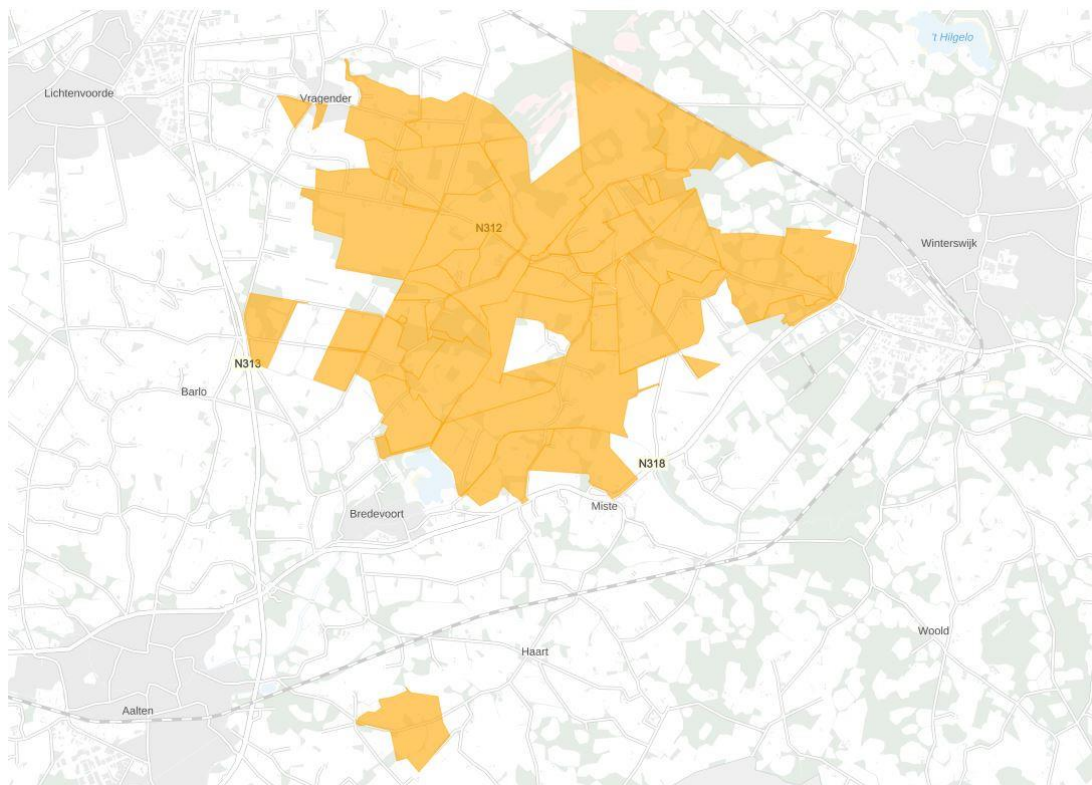 't Hilgelo
Lichtenvoorde
Vragender
N312
Winterswijk
N313
Barlo
N318
Miste
Bredevoort
Woold
Haart
Aalten